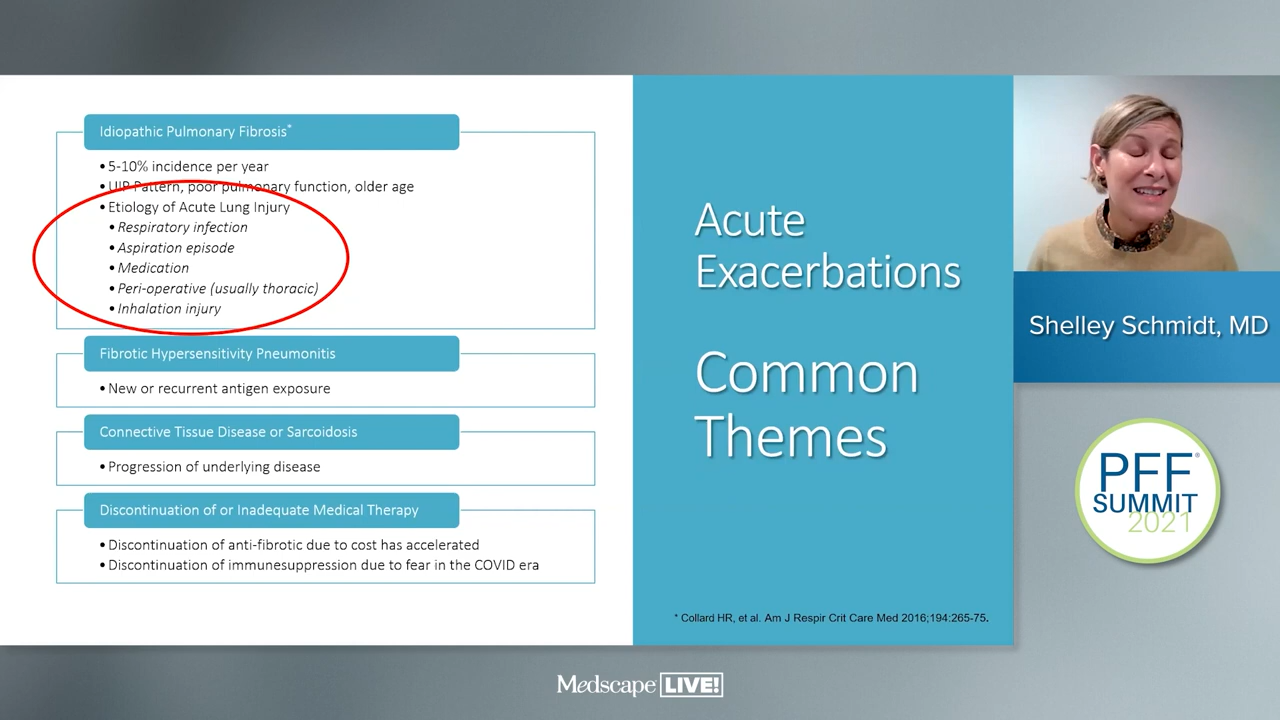 Idiopathic Pulmonary Fibrosis*
•5-10% incidence per year
•UIP Pattern, poor pulmonary function, older age
•Etiology of Acute Lung Injury
•Respiratory infection
•Aspiration episode
•Medication
•Peri-operative (usually thoracic)
•Inhalation injury
Fibrotic Hypersensitivity Pneumonitis
•New or recurrent antigen exposure
Connective Tissue Disease or Sarcoidosis
•Progression of underlying disease
Discontinuation of or Inadequate Medical Therapy
•Discontinuation of anti-fibrotic due to cost has accelerated
•Discontinuation of immunesuppression due to fear in the COVID era
Acute
Exacerbations
Common
Themes
* Collard HR, et al. Am J Respir Crit Care Med 2016;194:265-75.
Shelley Schmidt, MD
PFF®
SUMMIT
2021
Medscape LIVE!